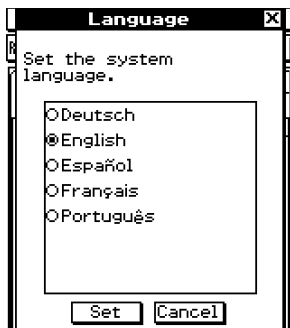 Language
Set the system
language.
Deutsch
English
Español
Français
Português
Set
Cancel